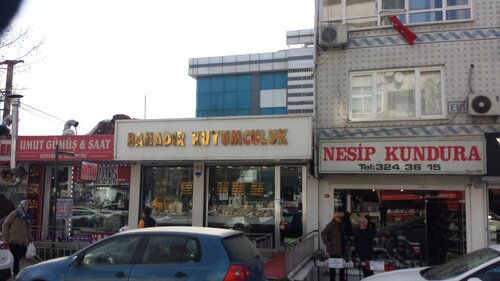 UMUT GÜMÜŞ & SAAT
BAHADIR KUYUMCULUK
NESİP KUNDURA
Tel:324 36 15